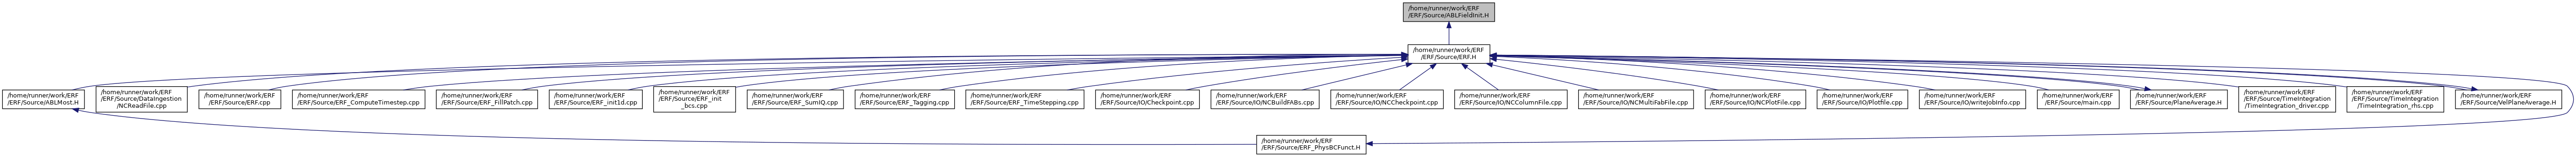 /home/runner/work/ERF
/ERF/Source/ABLFieldInit.H
/home/runner/work/ERF
/ERF/Source/ERF.H
/home/runner/work/ERF
/ERF/Source/ABLMost.H
/home/runner/work/ERF
/ERF/Source/DataIngestion
/NCReadFile.cpp
/home/runner/work/ERF
/ERF/Source/ERF.cpp
/home/runner/work/ERF
/ERF/Source/ERF_ComputeTimestep.cpp
/home/runner/work/ERF
/ERF/Source/ERF_FillPatch.cpp
/home/runner/work/ERF
/ERF/Source/ERF_init1d.cpp
/home/runner/work/ERF
/ERF/Source/ERF_init
_bcs.cpp
/home/runner/work/ERF
/ERF/Source/ERF_SumIQ.cpp
/home/runner/work/ERF
/ERF/Source/ERF_Tagging.cpp
/home/runner/work/ERF
/ERF/Source/ERF_TimeStepping.cpp
/home/runner/work/ERF
/ERF/Source/IO/Checkpoint.cpp
/home/runner/work/ERF
/ERF/Source/IO/NCBuildFABs.cpp
/home/runner/work/ERF
/ERF/Source/IO/NCCheckpoint.cpp
/home/runner/work/ERF
/ERF/Source/IO/NCColumnFile.cpp
/home/runner/work/ERF
/ERF/Source/IO/NCMultiFabFile.cpp
/home/runner/work/ERF
/ERF/Source/IO/NCPlotFile.cpp
/home/runner/work/ERF
/ERF/Source/IO/Plotfile.cpp
/home/runner/work/ERF
/ERF/Source/IO/writeJobInfo.cpp
/home/runner/work/ERF
/ERF/Source/main.cpp
/home/runner/work/ERF
/ERF/Source/PlaneAverage.H
/home/runner/work/ERF
/ERF/Source/TimeIntegration
/TimeIntegration_driver.cpp
/home/runner/work/ERF
/ERF/Source/TimeIntegration
/TimeIntegration_rhs.cpp
/home/runner/work/ERF
/ERF/Source/VelPlaneAverage.H
/home/runner/work/ERF
/ERF/Source/ERF_PhysBCFunct.H